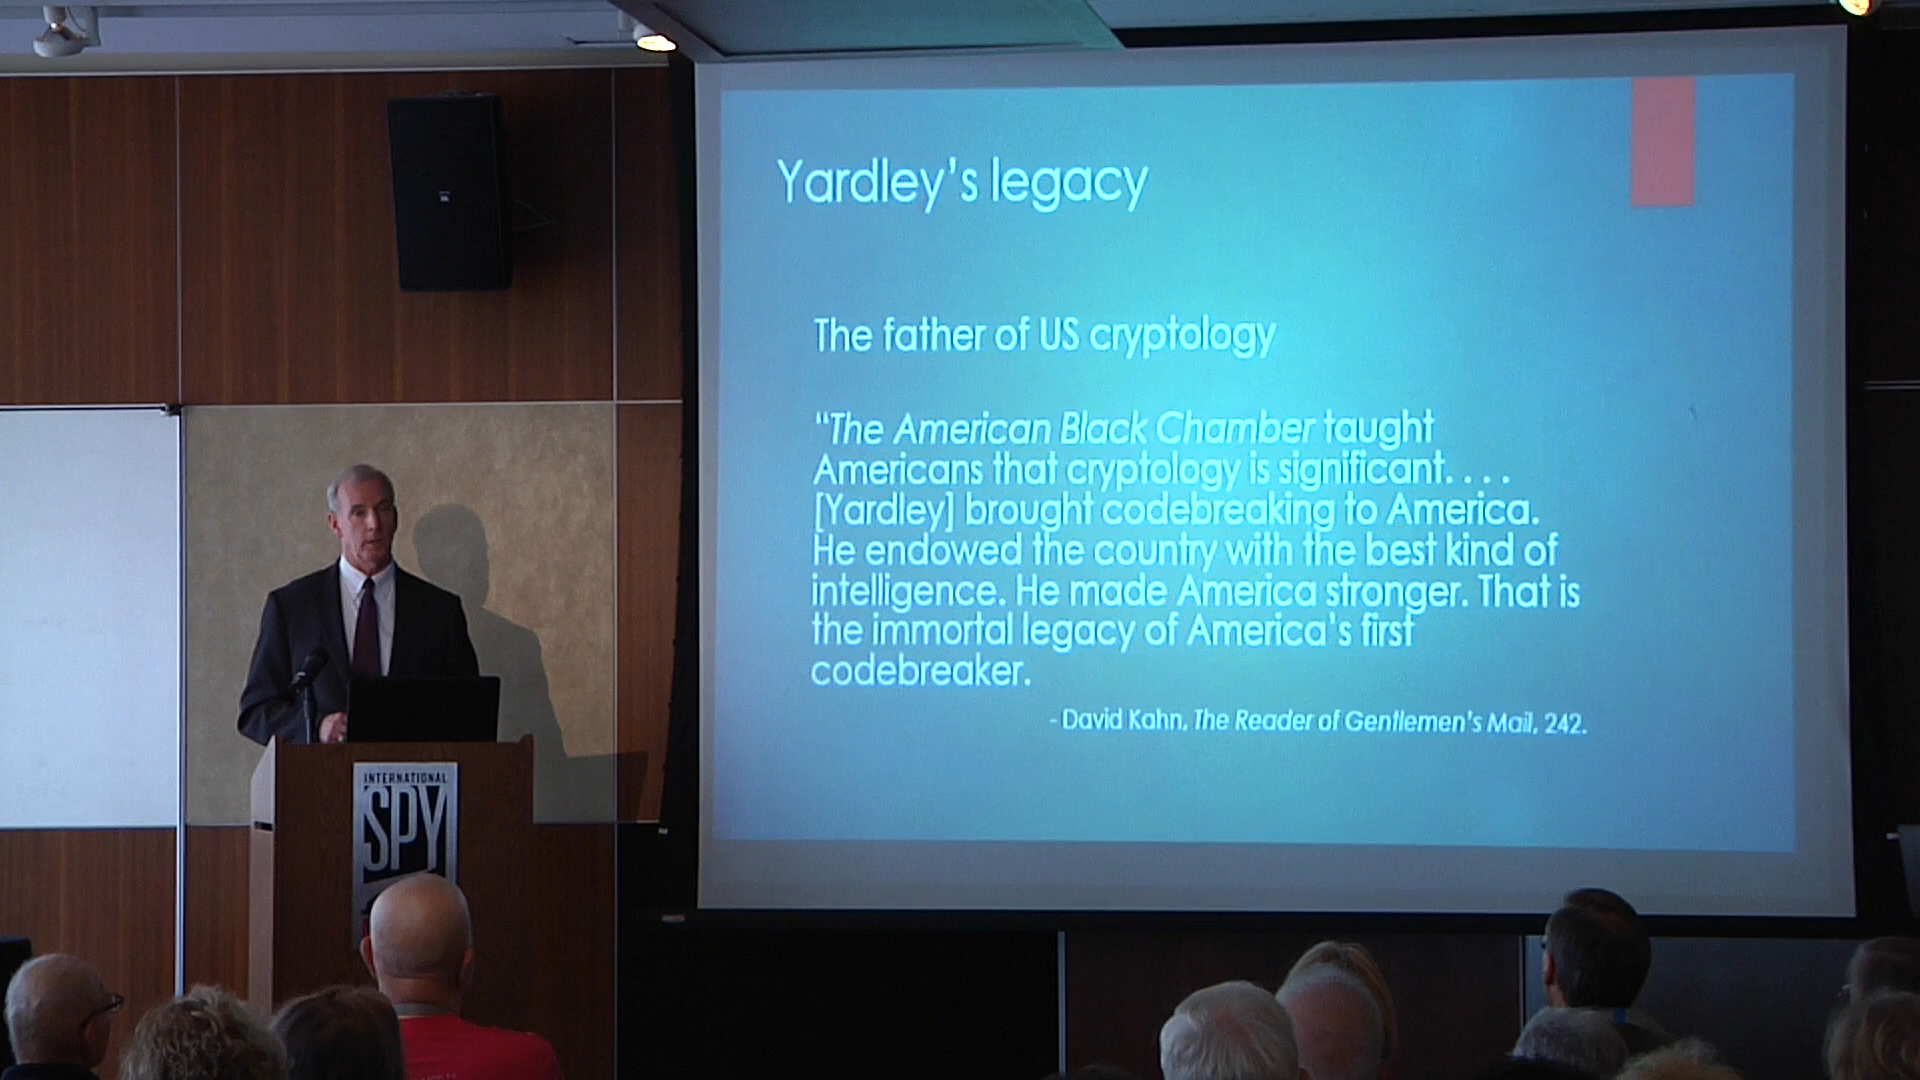 Yardley's legacy
The father of US cryptology
“The American Black Chamber taught
Americans that cryptology is significant. . . .
[Yardley] brought codebreaking to America.
He endowed the country with the best kind of
intelligence. He made America stronger. That is
the immortal legacy of America's first
codebreaker.
- David Kahn, The Reader of Gentlemen's Mail, 242.
INTERNATIONAL
SPY